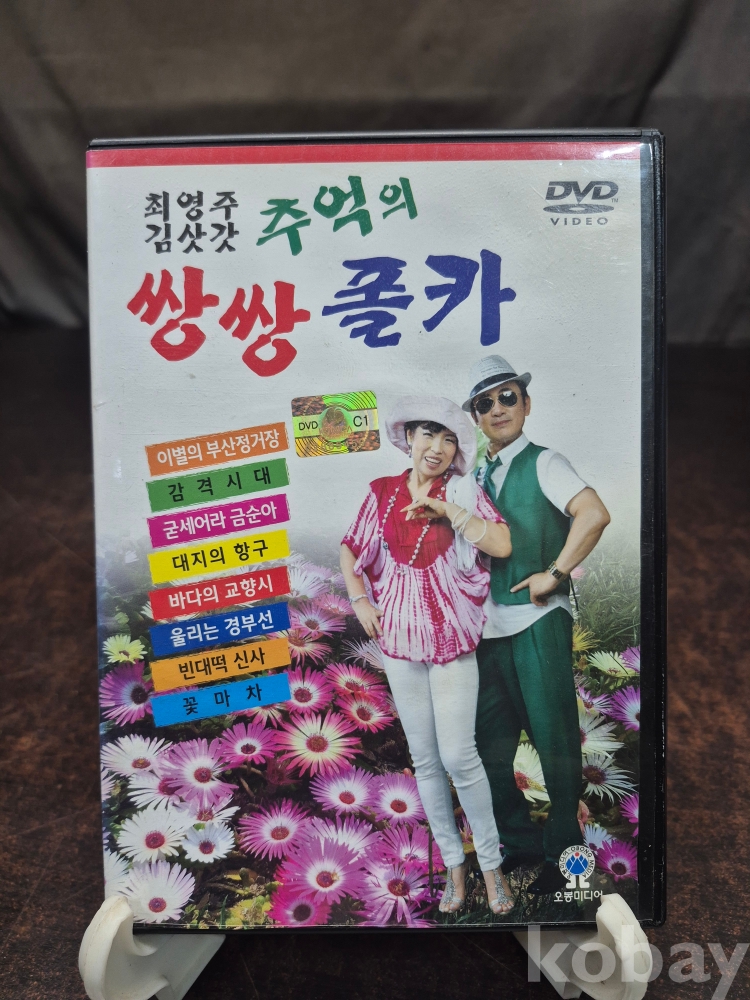 최영주
김삿갓
추억의
쌍쌍 폴카
DVD
VIDEO
DVD C1
이별의 부산정거장
감격시대
굳세어라 금순아
대지의 항구
바다의 교향시
울리는 경부선
빈대떡 신사
꽃마차
오봉미디어
kobay